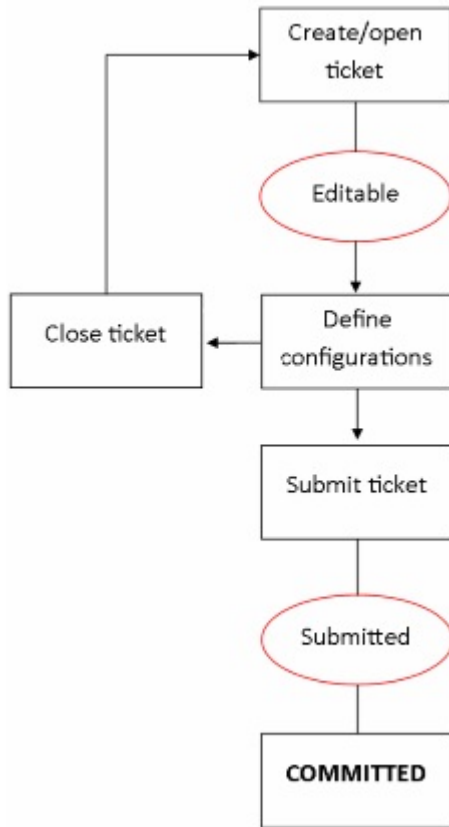 Create/open
ticket
Editable
Close ticket
Define
configurations
Submit ticket
Submitted
COMMITTED